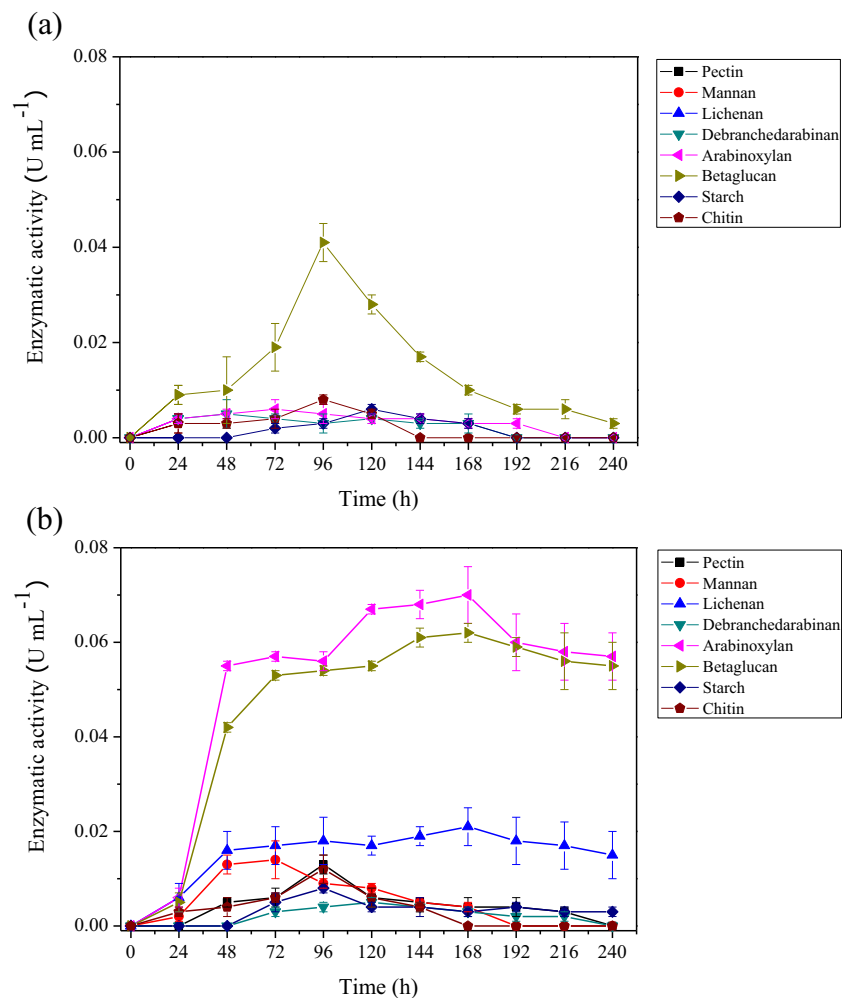 (a)
0.08
0.06
0.04
0.02
0.00
Enzymatic activity (U mL⁻¹)
0 24 48 72 96 120 144 168 192 216 240
Time (h)
Pectin
Mannan
Lichenan
Debranchedarabinan
Arabinoxylan
Betaglucan
Starch
Chitin
(b)
0.08
0.06
0.04
0.02
0.00
Enzymatic activity (U mL⁻¹)
0 24 48 72 96 120 144 168 192 216 240
Time (h)
Pectin
Mannan
Lichenan
Debranchedarabinan
Arabinoxylan
Betaglucan
Starch
Chitin